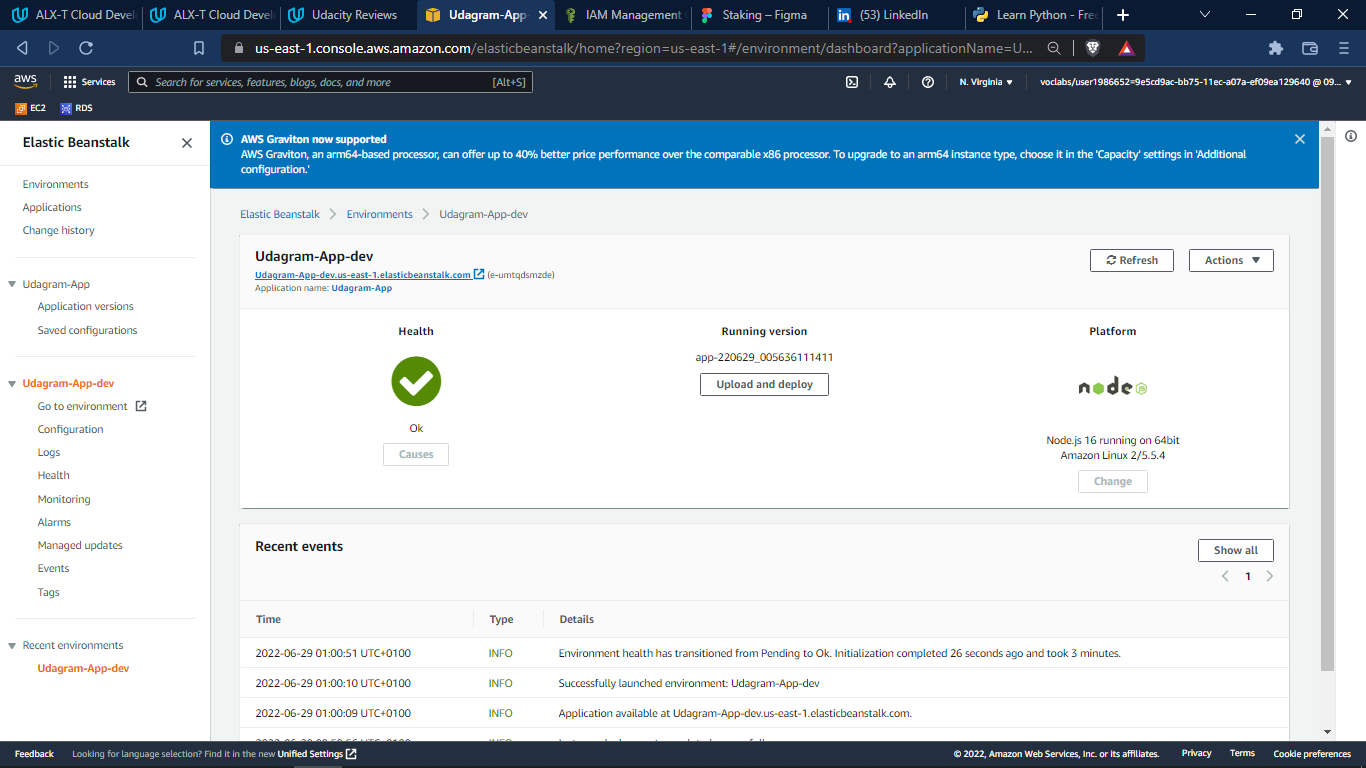 ALX-T Cloud Devel
ALX-T Cloud Devel
Udacity Reviews
Udagram-App-
IAM Management
Staking – Figma
(53) LinkedIn
Learn Python - Free
us-east-1.console.aws.amazon.com/elasticbeanstalk/home?region=us-east-1#/environment/dashboard?applicationName=U...
aws
Services
Search for services, features, blogs, docs, and more
[Alt+S]
N. Virginia
voclabs/user1986652=9e5cd9ac-bb75-11ec-a07a-ef09ea129640 @ 09...
EC2
RDS
Elastic Beanstalk
Environments
Applications
Change history
Udagram-App
Application versions
Saved configurations
Udagram-App-dev
Go to environment
Configuration
Logs
Health
Monitoring
Alarms
Managed updates
Events
Tags
Recent environments
Udagram-App-dev
AWS Graviton now supported
AWS Graviton, an arm64-based processor, can offer up to 40% better price performance over the comparable x86 processor. To upgrade to an arm64 instance type, choose it in the 'Capacity' settings in 'Additional
configuration.'
Elastic Beanstalk
Environments
Udagram-App-dev
Udagram-App-dev
Udagram-App-dev.us-east-1.elasticbeanstalk.com (e-umtqdsmzde)
Application name: Udagram-App
Refresh
Actions
Health
Ok
Causes
Running version
app-220629_005636111411
Upload and deploy
Platform
node
Node.js 16 running on 64bit
Amazon Linux 2/5.5.4
Change
Recent events
Show all
1
Time Type Details
2022-06-29 01:00:51 UTC+0100 INFO Environment health has transitioned from Pending to Ok. Initialization completed 26 seconds ago and took 3 minutes.
2022-06-29 01:00:10 UTC+0100 INFO Successfully launched environment: Udagram-App-dev
2022-06-29 01:00:09 UTC+0100 INFO Application available at Udagram-App-dev.us-east-1.elasticbeanstalk.com.
Feedback
Looking for language selection? Find it in the new Unified Settings
© 2022, Amazon Web Services, Inc. or its affiliates.
Privacy
Terms
Cookie preferences